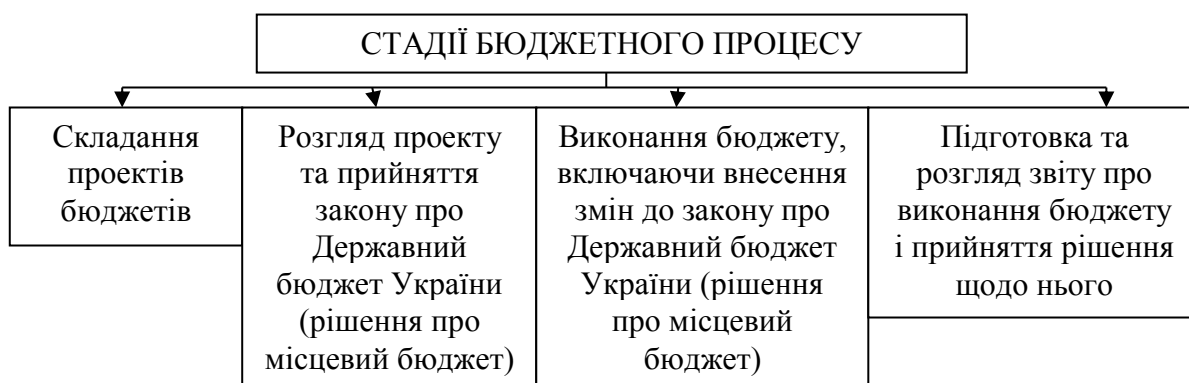 СТАДІЇ БЮДЖЕТНОГО ПРОЦЕСУ
Складання
проектів
бюджетів
Розгляд проекту
та прийняття
закону про
Державний
бюджет України
(рішення про
місцевий бюджет)
Виконання бюджету,
включаючи внесення
змін до закону про
Державний бюджет
України (рішення
про місцевий
бюджет)
Підготовка та
розгляд звіту про
виконання бюджету
і прийняття рішення
щодо нього